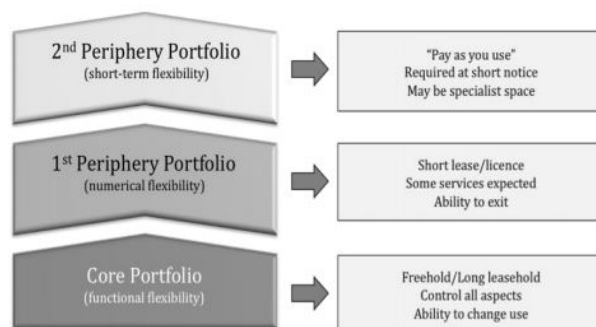 2nd Periphery Portfolio
(short-term flexibility)
“Pay as you use”
Required at short notice
May be specialist space
1st Periphery Portfolio
(numerical flexibility)
Short lease/licence
Some services expected
Ability to exit
Core Portfolio
(functional flexibility)
Freehold/Long leasehold
Control all aspects
Ability to change use